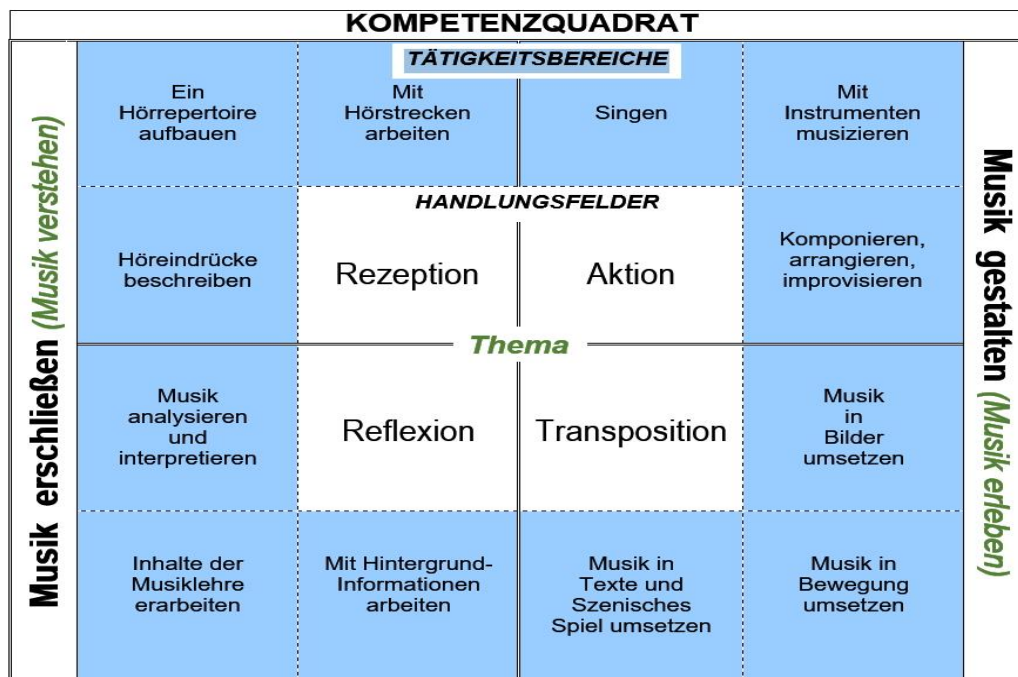 KOMPETENZQUADRAT
TÄTIGKEITSBEREICHE
Musik erschließen (Musik verstehen)
Ein
Hörrepertoire
aufbauen
Mit
Hörstrecken
arbeiten
Singen
Mit
Instrumenten
musizieren
HANDLUNGSFELDER
Höreindrücke
beschreiben
Rezeption
Aktion
Komponieren,
arrangieren,
improvisieren
Thema
Musik
analysieren
und
interpretieren
Reflexion
Transposition
Musik
in
Bilder
umsetzen
Inhalte der
Musiklehre
erarbeiten
Mit Hintergrund-
Informationen
arbeiten
Musik in
Texte und
Szenisches
Spiel umsetzen
Musik in
Bewegung
umsetzen
Musik gestalten (Musik erleben)